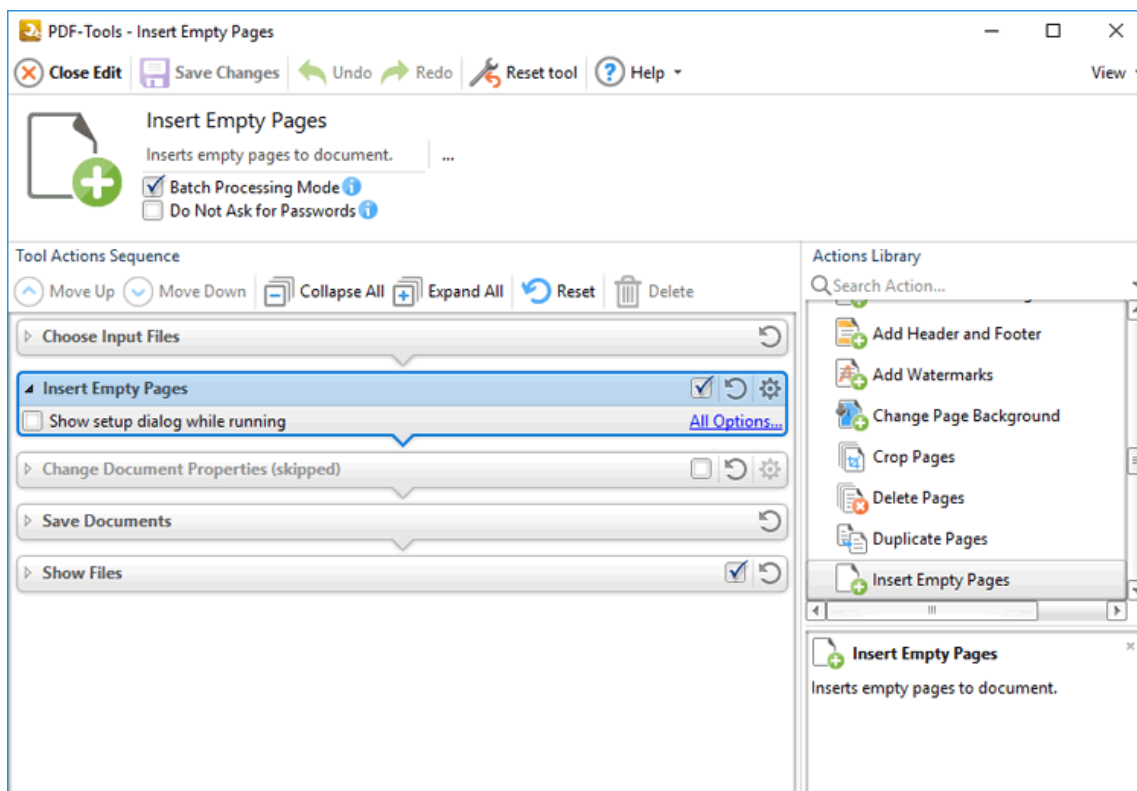 PDF-Tools - Insert Empty Pages
Close Edit Save Changes Undo Redo Reset tool Help View
Insert Empty Pages
Inserts empty pages to document. ...
Batch Processing Mode
Do Not Ask for Passwords
Tool Actions Sequence
Move Up Move Down Collapse All Expand All Reset Delete
Choose Input Files
Insert Empty Pages
Show setup dialog while running All Options...
Change Document Properties (skipped)
Save Documents
Show Files
Actions Library
Search Action...
Add Header and Footer
Add Watermarks
Change Page Background
Crop Pages
Delete Pages
Duplicate Pages
Insert Empty Pages
Insert Empty Pages
Inserts empty pages to document.